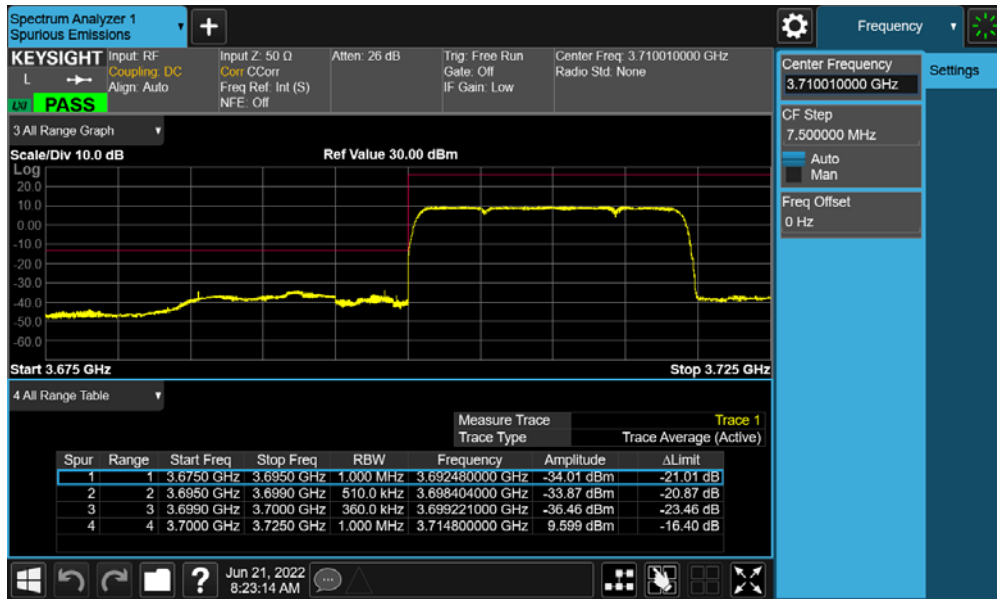 Spectrum Analyzer 1
Spurious Emissions
Frequency
KEYSIGHT Input: RF Input Z: 50 Ω Atten: 26 dB Trig: Free Run Center Freq: 3.710010000 GHz
L Coupling: DC Corr CCorr Gate: Off Radio Std: None
Align: Auto Freq Ref: Int (S) IF Gain: Low
LXI PASS NFE: Off
Center Frequency
3.710010000 GHz
Settings
CF Step
7.500000 MHz
Auto
Man
Freq Offset
0 Hz
3 All Range Graph
Scale/Div 10.0 dB Ref Value 30.00 dBm
Log
20.0
10.0
0.00
-10.0
-20.0
-30.0
-40.0
-50.0
-60.0
Start 3.675 GHz Stop 3.725 GHz
4 All Range Table
Measure Trace Trace 1
Trace Type Trace Average (Active)
Spur Range Start Freq Stop Freq RBW Frequency Amplitude ΔLimit
1 1 3.6750 GHz 3.6950 GHz 1.000 MHz 3.692480000 GHz -34.01 dBm -21.01 dB
2 2 3.6950 GHz 3.6990 GHz 510.0 kHz 3.698404000 GHz -33.87 dBm -20.87 dB
3 3 3.6990 GHz 3.7000 GHz 360.0 kHz 3.699221000 GHz -36.46 dBm -23.46 dB
4 4 3.7000 GHz 3.7250 GHz 1.000 MHz 3.714800000 GHz 9.599 dBm -16.40 dB
? Jun 21, 2022
8:23:14 AM